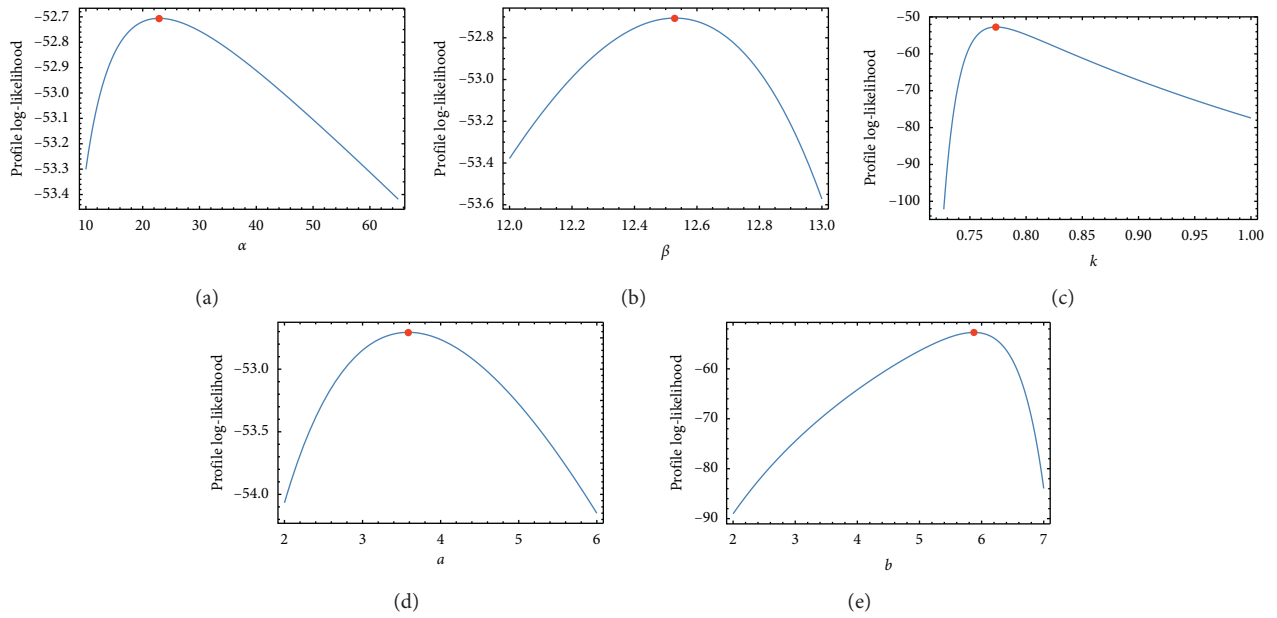 −52.7
−52.8
−52.9
−53.0
−53.1
−53.2
−53.3
−53.4
Profile log-likelihood
10 20 30 40 50 60
α
(a)
−52.8
−53.0
−53.2
−53.4
−53.6
Profile log-likelihood
12.0 12.2 12.4 12.6 12.8 13.0
β
(b)
−50
−60
−70
−80
−90
−100
Profile log-likelihood
0.75 0.80 0.85 0.90 0.95 1.00
k
(c)
−53.0
−53.5
−54.0
Profile log-likelihood
2 3 4 5 6
a
(d)
−60
−70
−80
−90
Profile log-likelihood
2 3 4 5 6 7
b
(e)